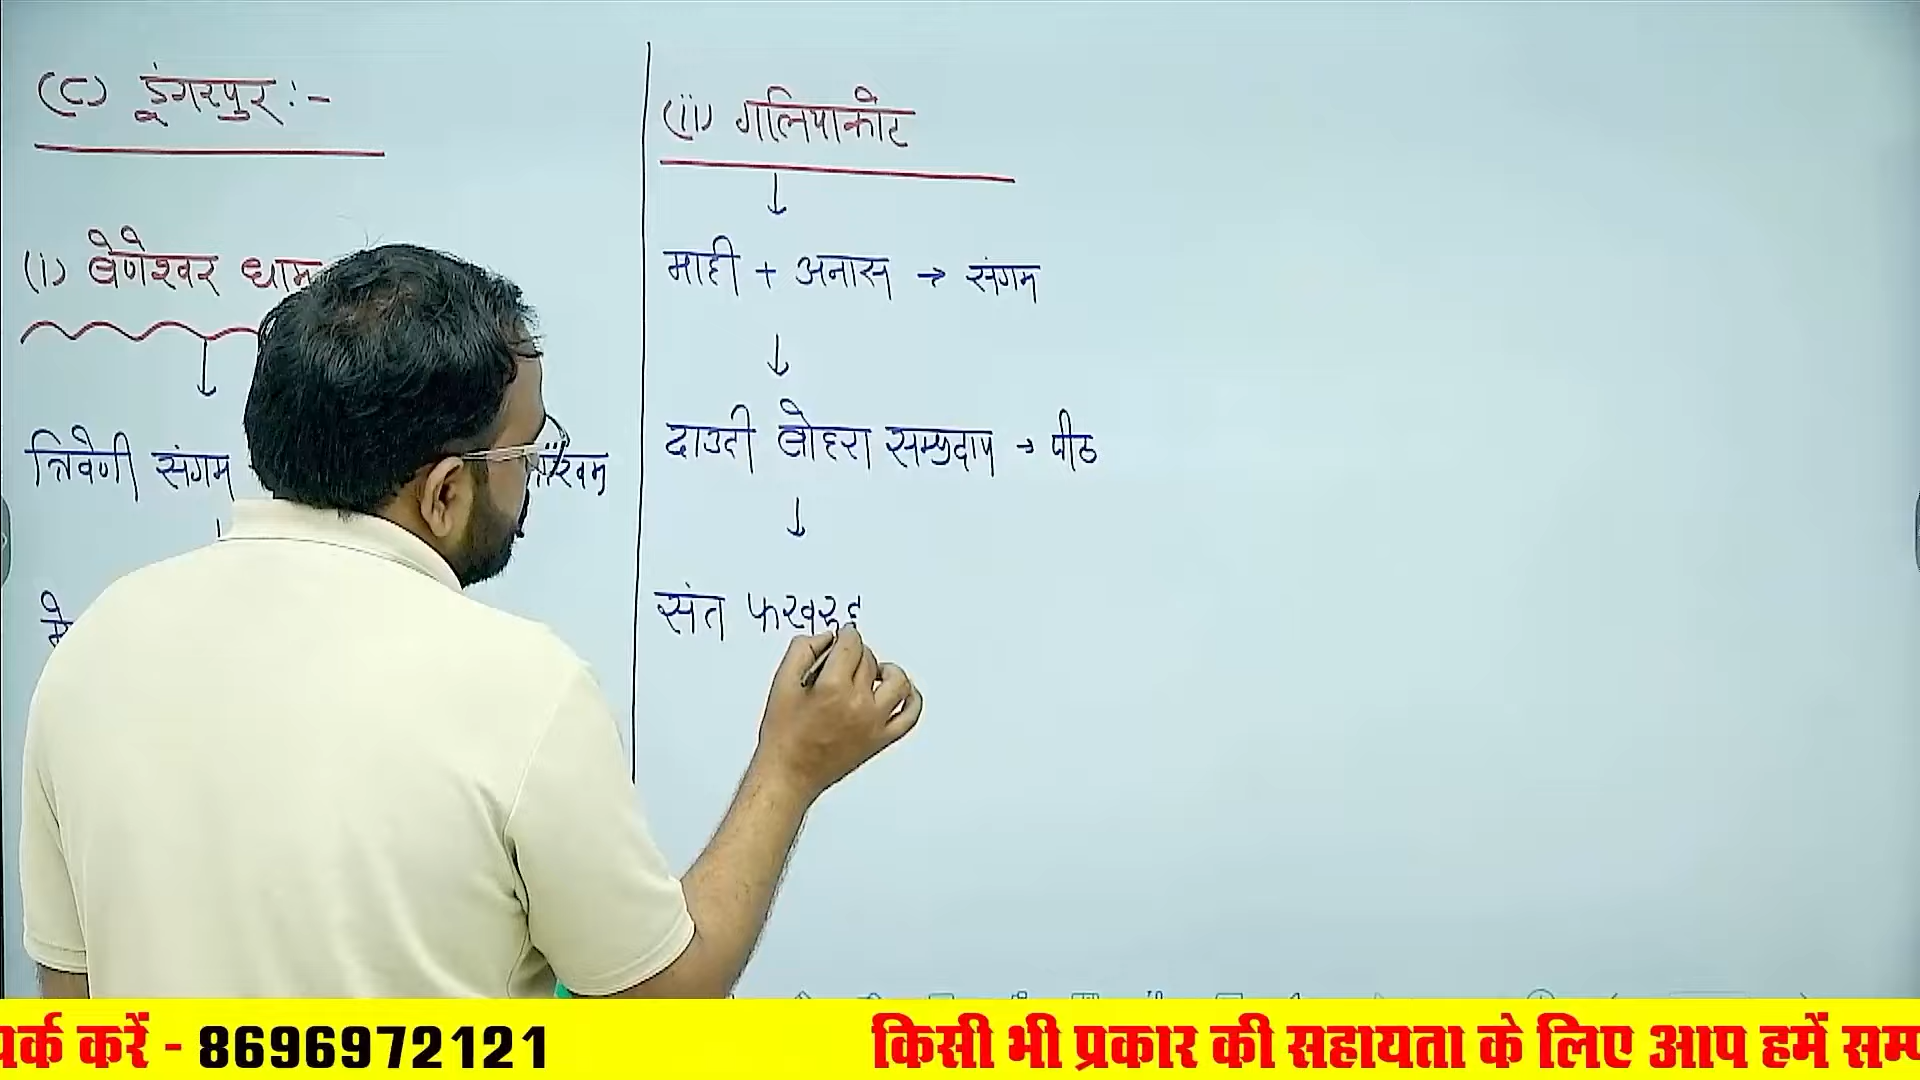 (C) डूंगरपुर :-
(i) बेणेश्वर धाम
त्रिवेणी संगम
(ii) गलियाकोट
↓
माही + अनास → संगम
↓
दाउदी बोहरा सम्प्रदाय → पीठ
↓
संत फखरुद्द
र्क करें - 8696972121 किसी भी प्रकार की सहायता के लिए आप हमें सम्प